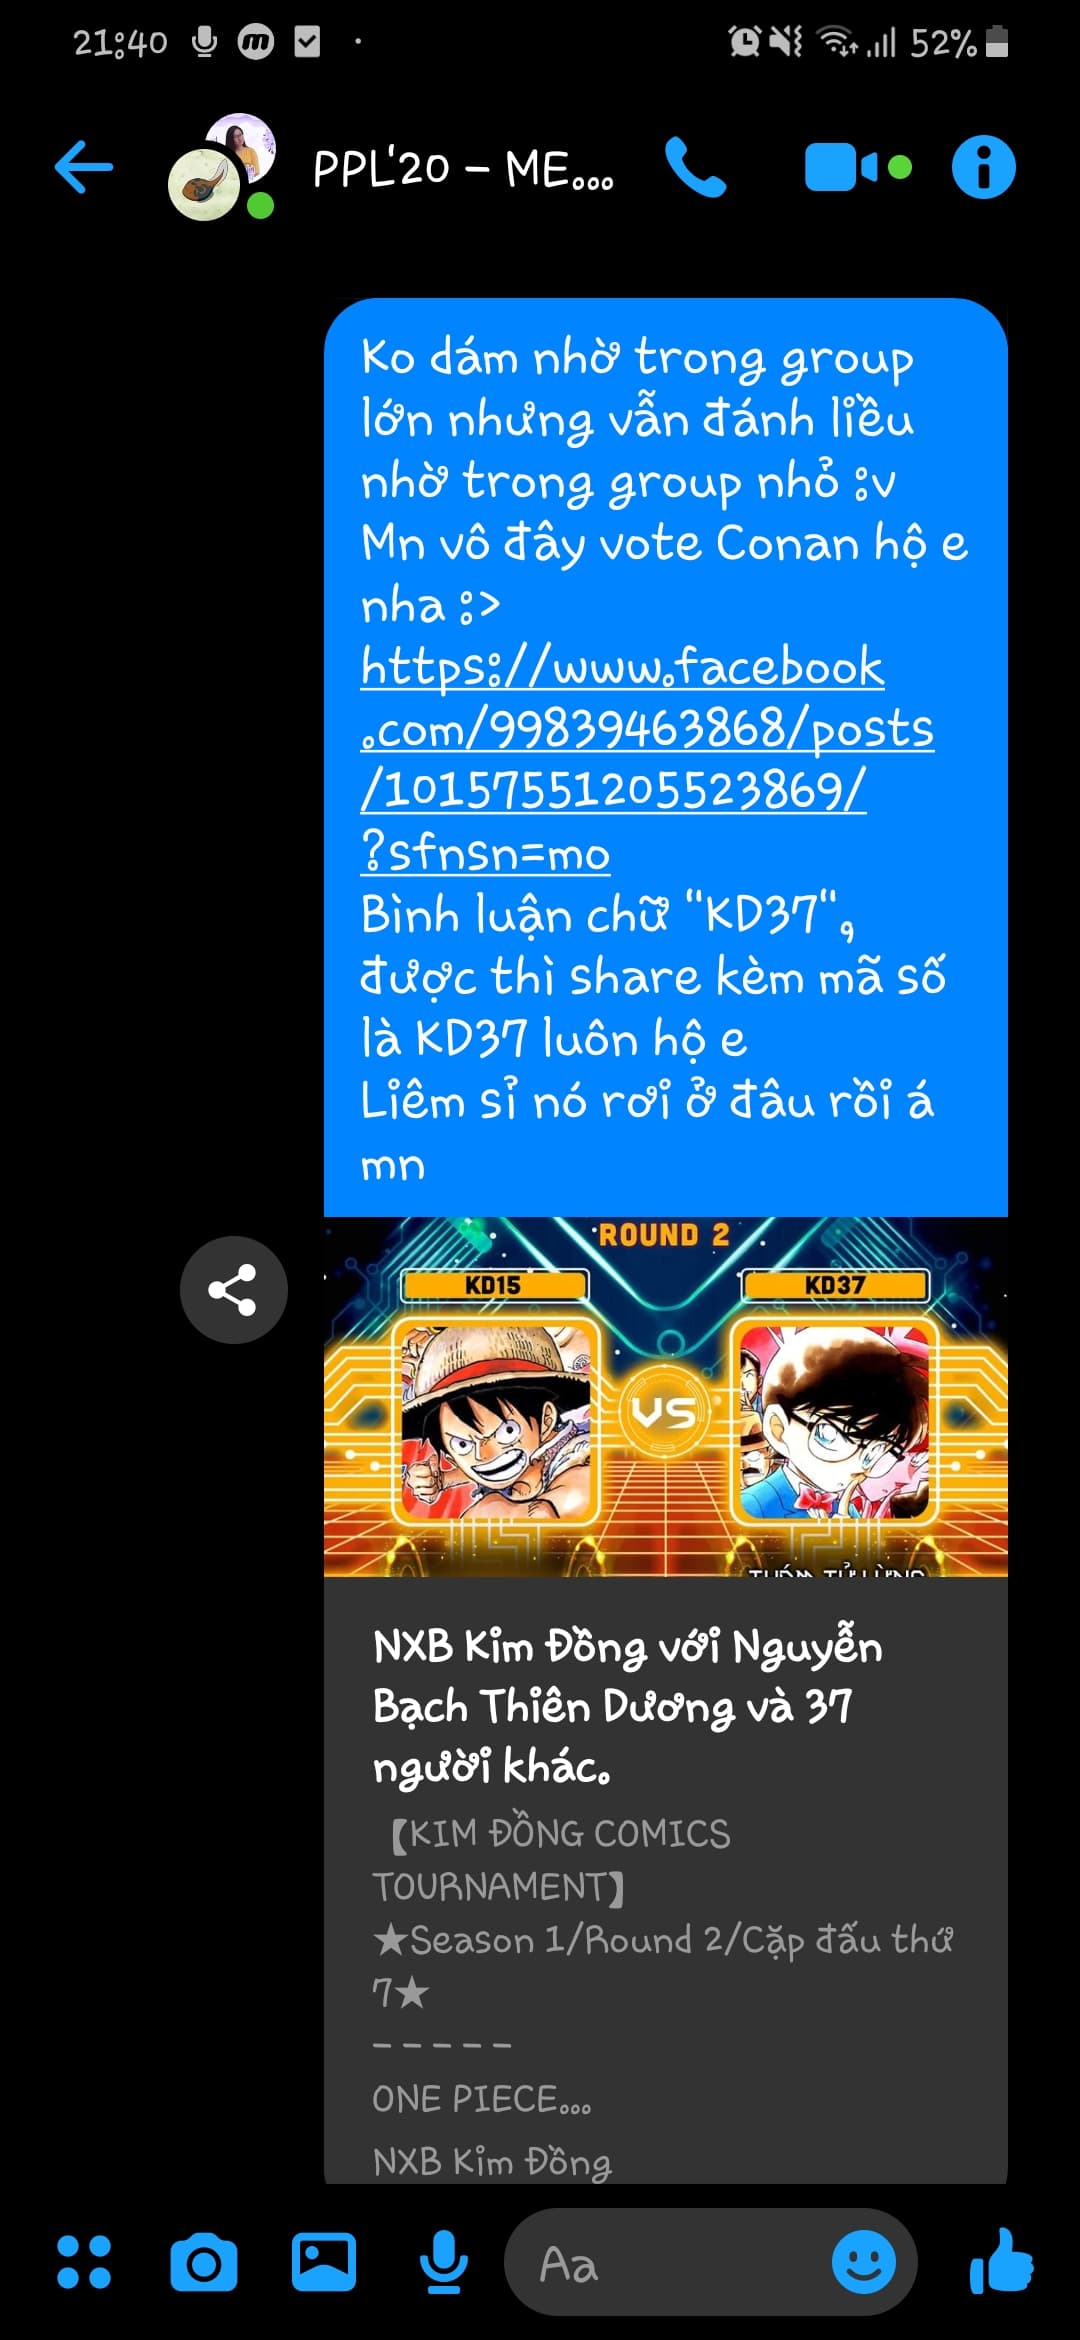 21:40
52%
PPL'20 – ME...
Ko dám nhờ trong group
lớn nhưng vẫn đánh liều
nhờ trong group nhỏ :v
Mn vô đây vote Conan hộ e
nha :>
https://www.facebook
.com/99839463868/posts
/10157551205523869/
?sfnsn=mo
Bình luận chữ "KD37",
được thì share kèm mã số
là KD37 luôn hộ e
Liêm sỉ nó rơi ở đâu rồi á
mn
ROUND 2
KD15
KD37
VS
NXB Kim Đồng với Nguyễn
Bạch Thiên Dương và 37
người khác.
【KIM ĐỒNG COMICS
TOURNAMENT】
★Season 1/Round 2/Cặp đấu thứ
7★
-----
ONE PIECE...
NXB Kim Đồng
Aa